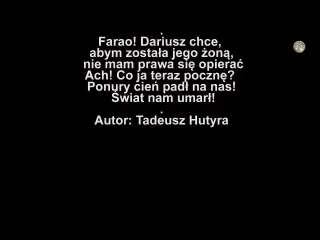 .
Farao! Dariusz chce,
abym została jego żoną,
nie mam prawa się opierać
Ach! Co ja teraz pocznę?
Ponury cień padł na nas!
Świat nam umarł!
.
Autor: Tadeusz Hutyra